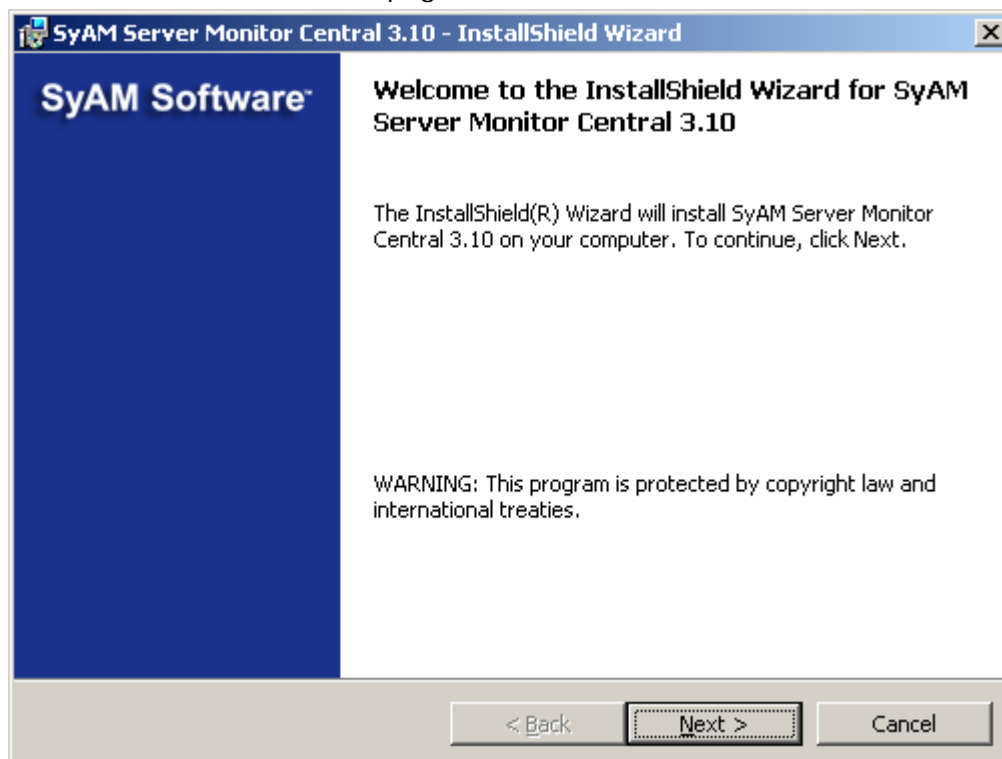 SyAM Server Monitor Central 3.10 - InstallShield Wizard
SyAM Software™
Welcome to the InstallShield Wizard for SyAM
Server Monitor Central 3.10
The InstallShield(R) Wizard will install SyAM Server Monitor
Central 3.10 on your computer. To continue, click Next.
WARNING: This program is protected by copyright law and
international treaties.
< Back
Next >
Cancel